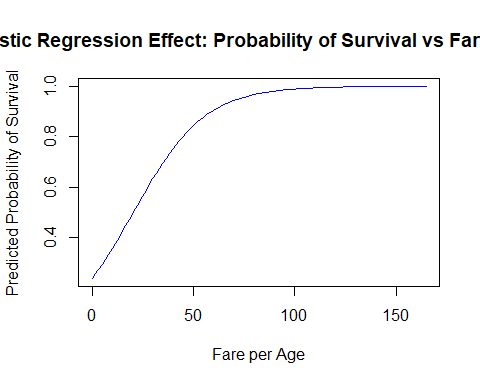 stic Regression Effect: Probability of Survival vs Far
Predicted Probability of Survival
1.0
0.8
0.6
0.4
0
50
100
150
Fare per Age